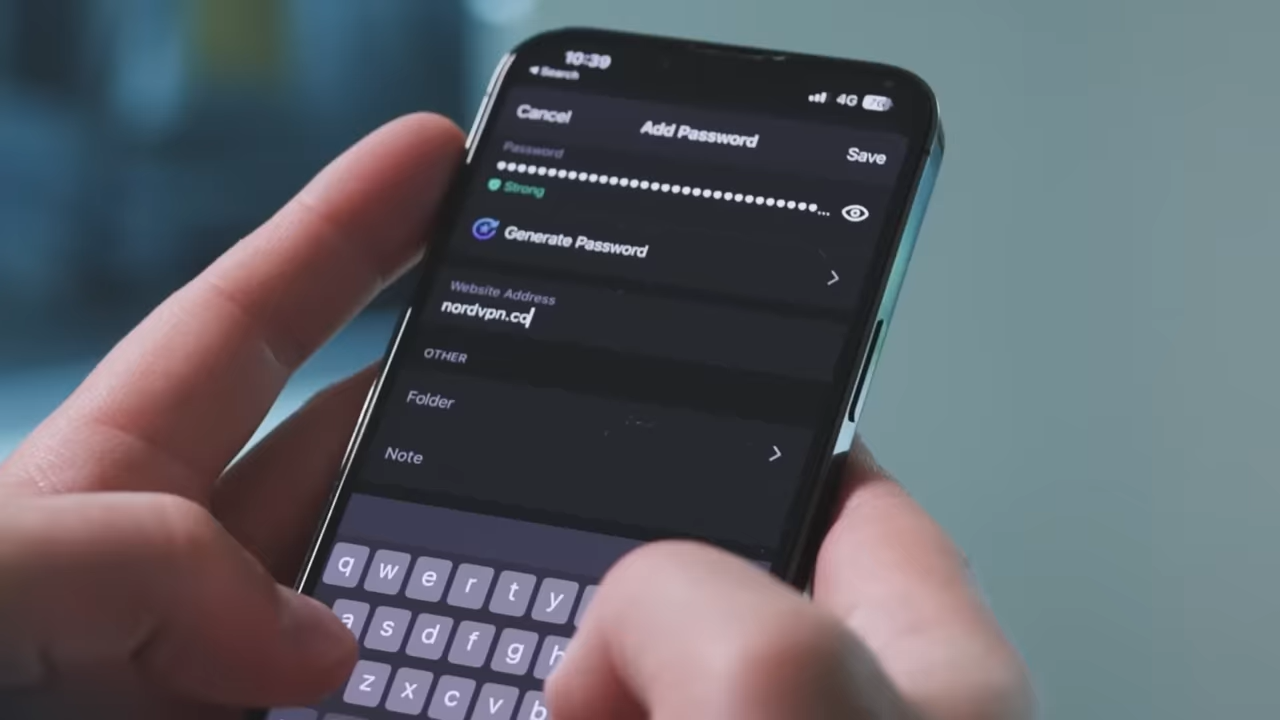 10:39
Search
4G 76
Cancel
Add Password
Save
Password
Strong
Generate Password
Website Address
nordvpn.co
OTHER
Folder
Note
q w e r t y
a s d f g h
z x c v b